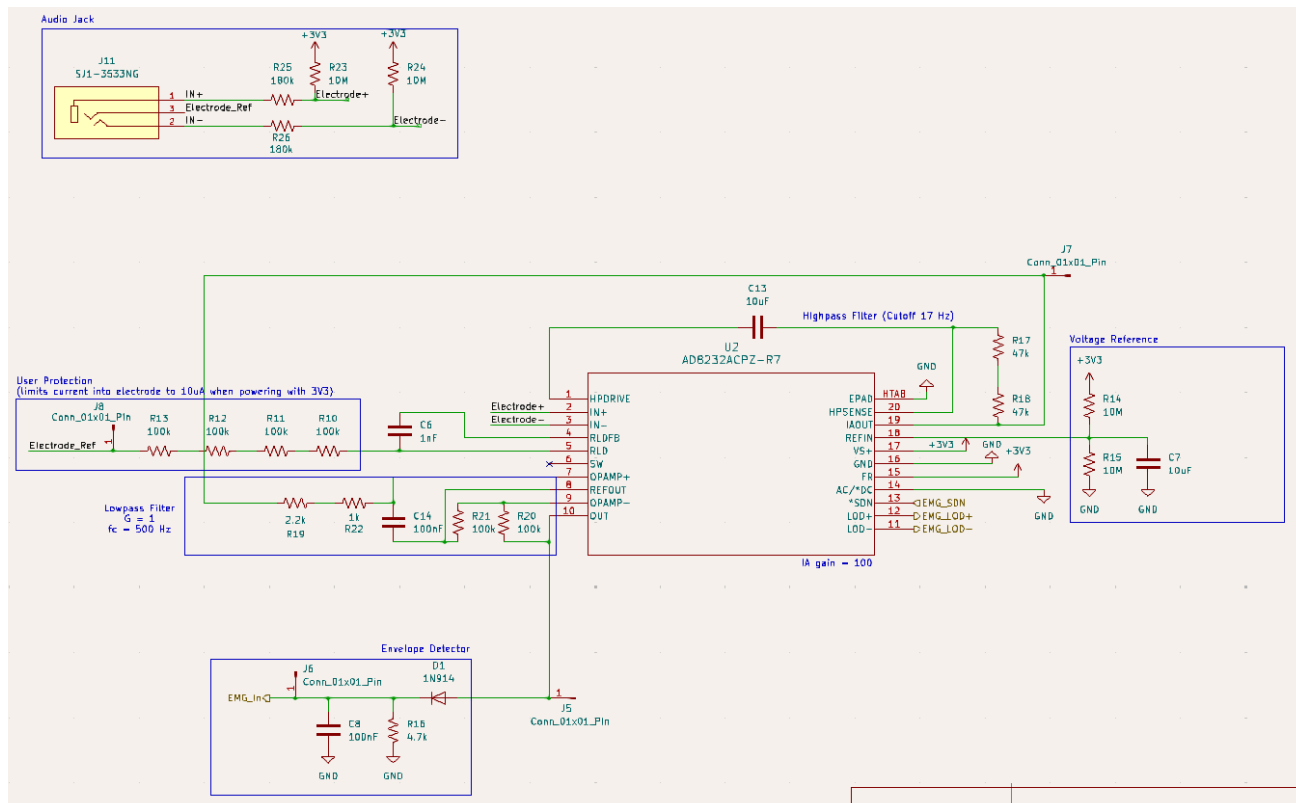 Audio Jack
J11
SJ1-3533NG
1 IN+
3 Electrode_Ref
2 IN-
R25
180k
R26
180k
+3V3
R23
10M
Electrode+
+3V3
R24
10M
Electrode-
J7
Conn_01x01_Pin
1
C13
10uF
Highpass Filter (Cutoff 17 Hz)
R17
47k
R18
47k
Voltage Reference
+3V3
R14
10M
R15
10M
C7
10uF
GND
GND
U2
AD8232ACPZ-R7
1 HPDRIVE
2 IN+
3 IN-
4 RLDFB
5 RLD
6 SW
7 OPAMP+
8 REFOUT
9 OPAMP-
10 OUT
EPAD HTAB
HPSENSE 20
IAOUT 19
REFIN 18
VS+ 17
GND 16
FR 15
AC/*DC 14
*SDN 13
LOD+ 12
LOD- 11
GND
+3V3
GND
+3V3
GND
EMG_SDN
EMG_LOD+
EMG_LOD-
IA gain = 100
Electrode+
Electrode-
User Protection
(limits current into electrode to 10uA when powering with 3V3)
J8
Conn_01x01_Pin
1
Electrode_Ref
R13
100k
R12
100k
R11
100k
R10
100k
C6
1nF
Lowpass Filter
G = 1
fc = 500 Hz
2.2k
R19
1k
R22
C14
100nF
R21
100k
R20
100k
Envelope Detector
J6
Conn_01x01_Pin
1
EMG_In
D1
1N914
C8
100nF
R16
4.7k
GND
GND
1
J5
Conn_01x01_Pin